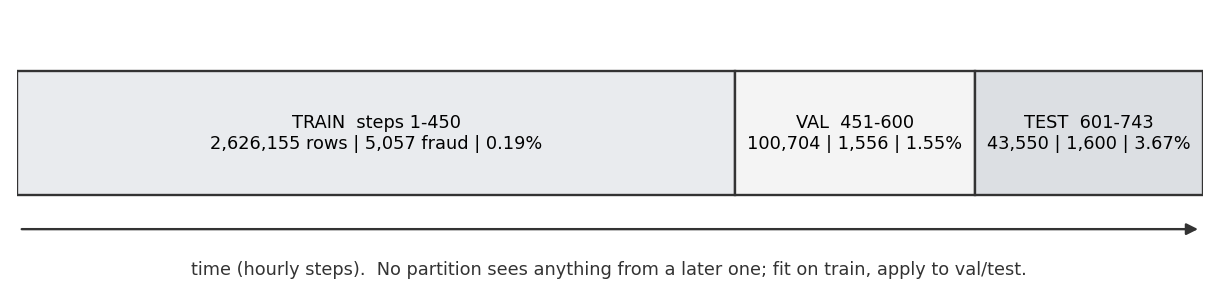 TRAIN  steps 1-450
2,626,155 rows | 5,057 fraud | 0.19%
VAL  451-600
100,704 | 1,556 | 1.55%
TEST  601-743
43,550 | 1,600 | 3.67%
time (hourly steps).  No partition sees anything from a later one; fit on train, apply to val/test.